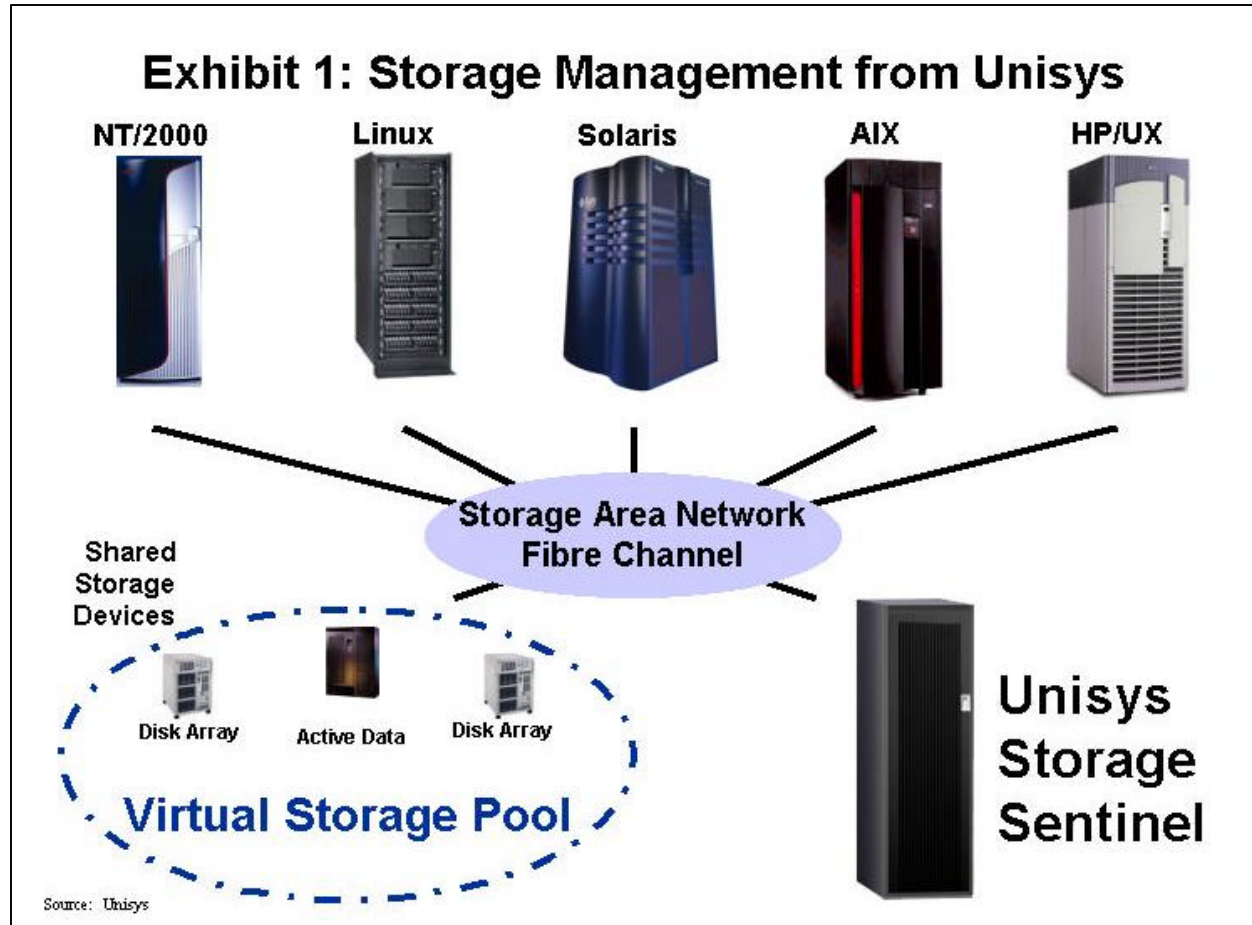 Exhibit 1: Storage Management from Unisys
NT/2000
Linux
Solaris
AIX
HP/UX
Storage Area Network
Fibre Channel
Shared
Storage
Devices
Disk Array
Active Data
Disk Array
Virtual Storage Pool
Unisys
Storage
Sentinel
Source: Unisys